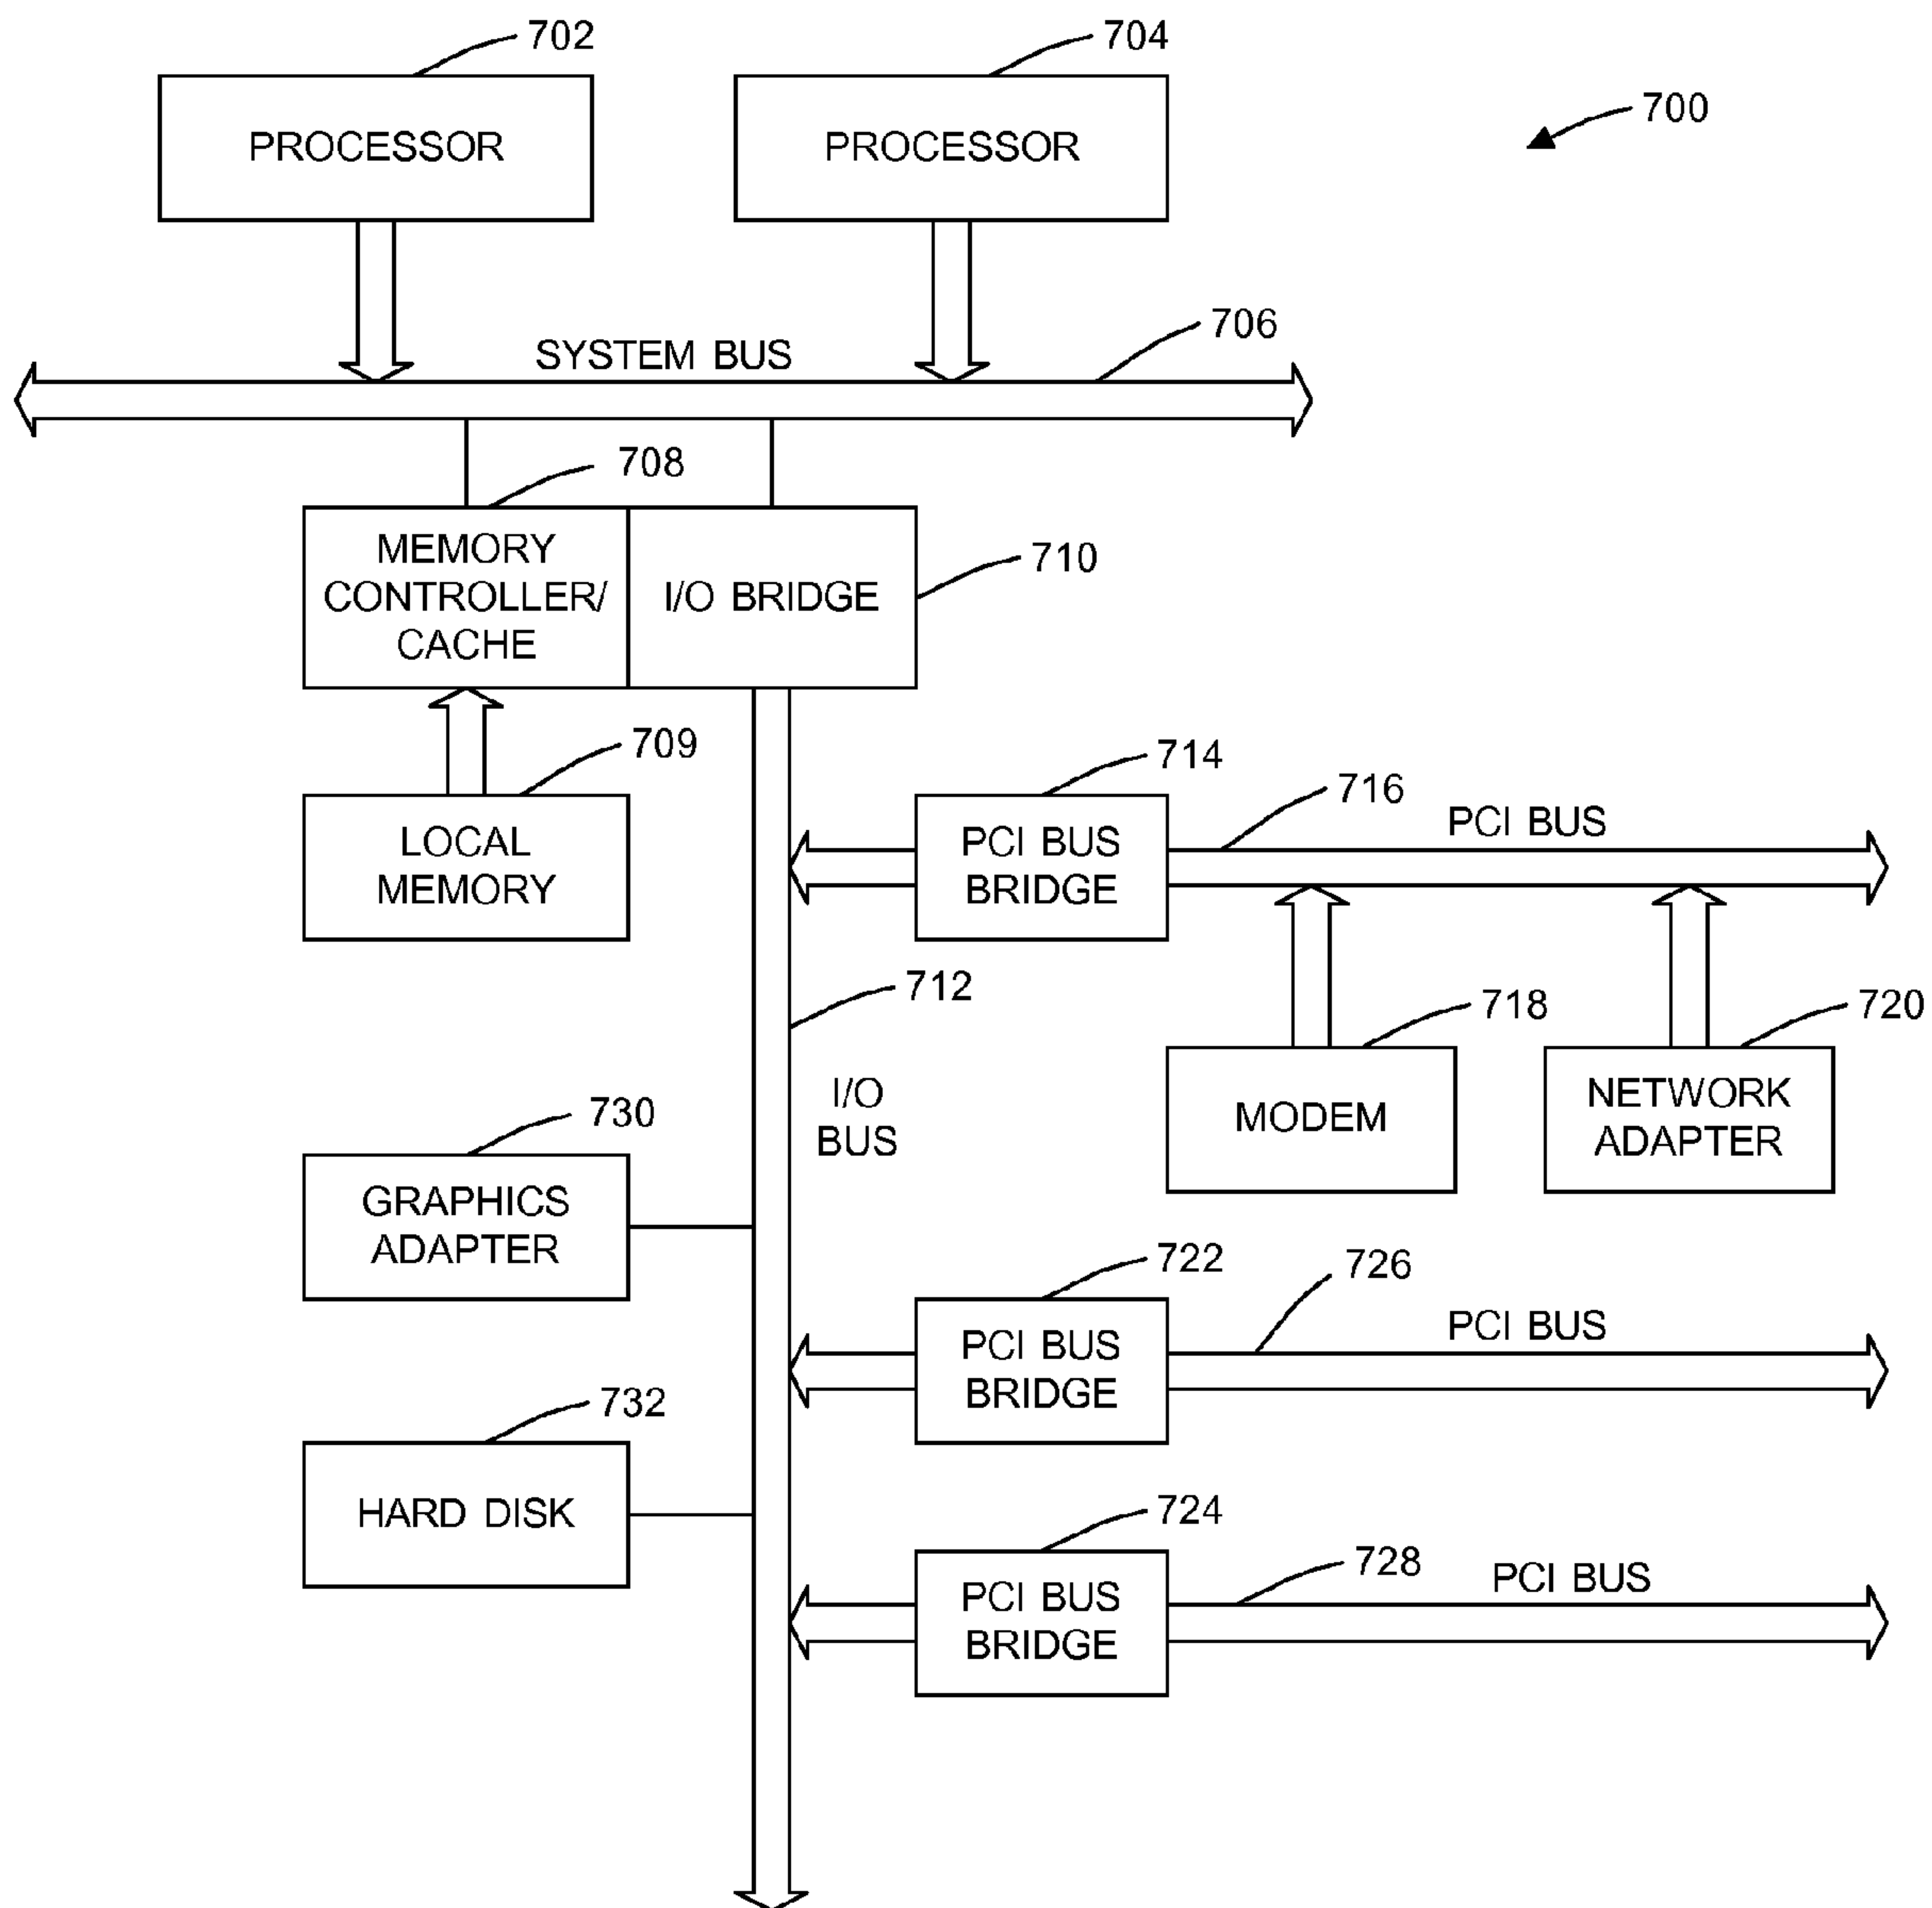 702
704
700
PROCESSOR
PROCESSOR
706
SYSTEM BUS
708
MEMORY
CONTROLLER/
CACHE
I/O BRIDGE
710
709
LOCAL
MEMORY
714
PCI BUS
BRIDGE
716
PCI BUS
712
718
720
I/O
BUS
MODEM
NETWORK
ADAPTER
730
GRAPHICS
ADAPTER
722
PCI BUS
BRIDGE
726
PCI BUS
732
HARD DISK
724
PCI BUS
BRIDGE
728
PCI BUS